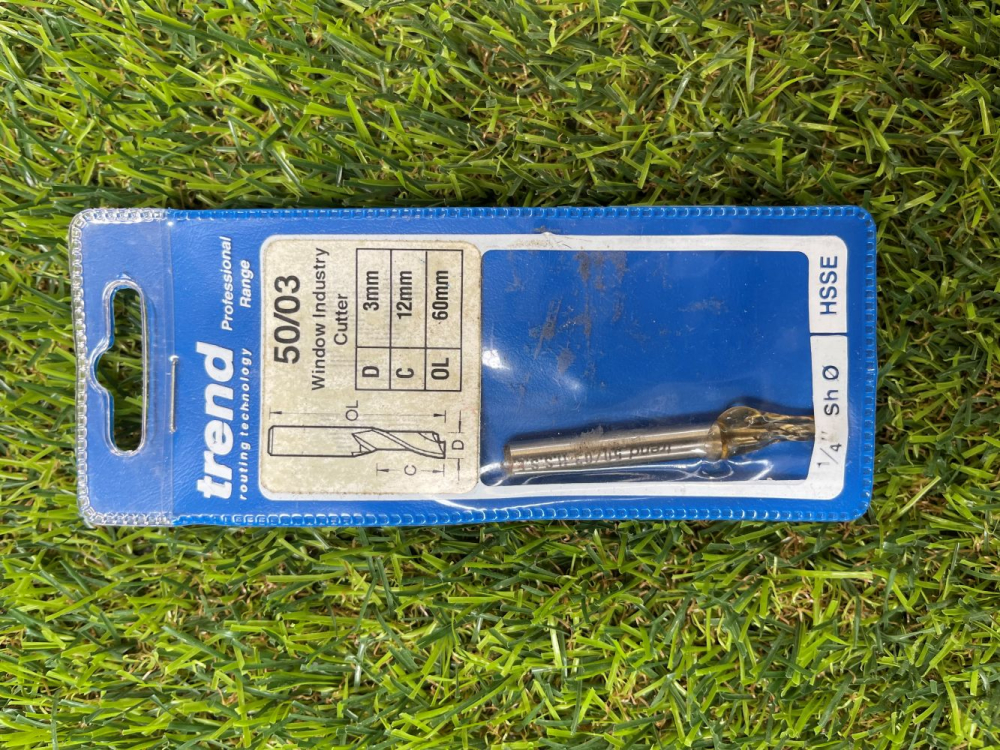 trend
Professional
Range
routing technology
50/03
Window Industry
Cutter
D 3mm
C 12mm
OL 60mm
OL
D
C
1/4" Sh Ø
HSSE
trend